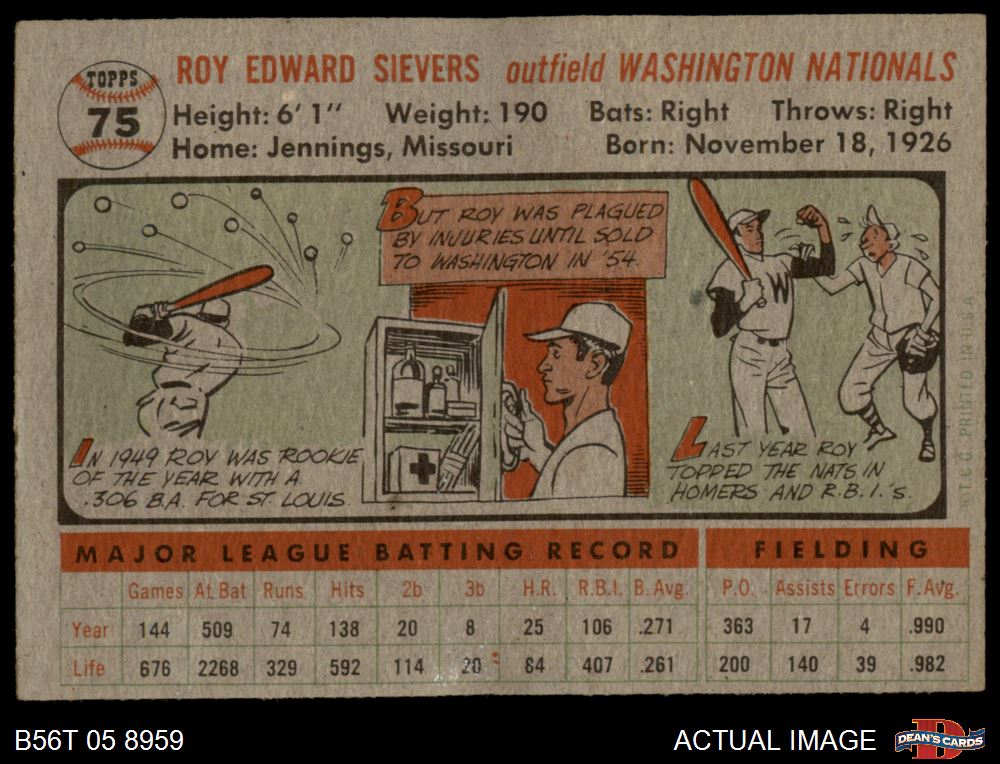 TOPPS
75
ROY EDWARD SIEVERS outfield WASHINGTON NATIONALS
Height: 6' 1" Weight: 190 Bats: Right Throws: Right
Home: Jennings, Missouri Born: November 18, 1926
IN 1949 ROY WAS ROOKIE
OF THE YEAR WITH A
.306 B.A. FOR ST. LOUIS.
BUT ROY WAS PLAGUED
BY INJURIES UNTIL SOLD
TO WASHINGTON IN '54.
W
LAST YEAR ROY
TOPPED THE NATS IN
HOMERS AND R.B.I.'s.
T.C.G. PRINTED IN U.S.A.
MAJOR LEAGUE BATTING RECORD FIELDING
Games At Bat Runs Hits 2b 3b H.R. R.B.I. B. Avg. P.O. Assists Errors F. Avg.
Year 144 509 74 138 20 8 25 106 .271 363 17 4 .990
Life 676 2268 329 592 114 20 84 407 .261 200 140 39 .982
B56T 05 8959 ACTUAL IMAGE DEAN'S CARDS